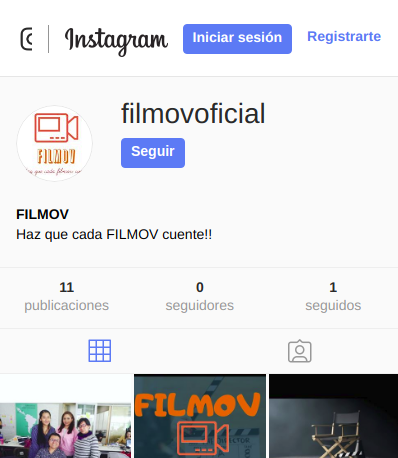 Instagram
Iniciar sesión
Registrarte
filmovoficial
Seguir
FILMOV
FILMOV
Haz que cada FILMOV cuente!!
11
0
1
publicaciones
seguidores
seguidos
FILMOV